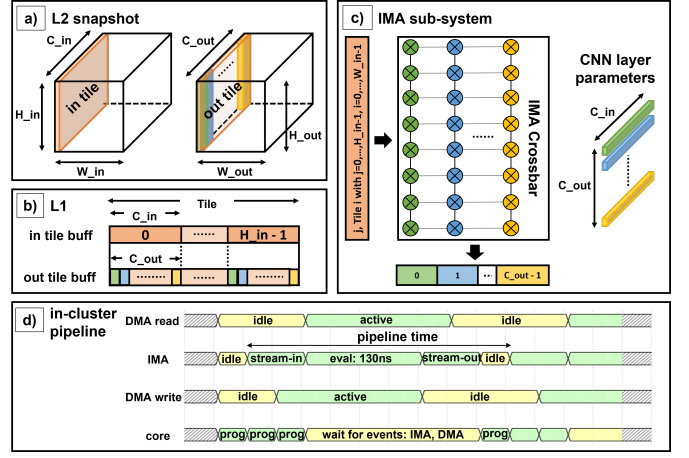 a) L2 snapshot
C_in
in tile
H_in
W_in
C_out
......
out tile
H_out
W_out
b) L1
Tile
C_in
in tile buff
0
......
H_in - 1
C_out
out tile buff
........
......
........
c) IMA sub-system
j, Tile i with j=0,...,H_in-1, i=0,...,W_in-1
......
IMA Crossbar
0
1
...
C_out - 1
CNN layer
parameters
C_in
C_out
d) in-cluster
pipeline
DMA read
idle
active
idle
pipeline time
IMA
idle
stream-in
eval: 130ns
stream-out
idle
DMA write
idle
active
idle
core
prog
prog
prog
wait for events: IMA, DMA
prog